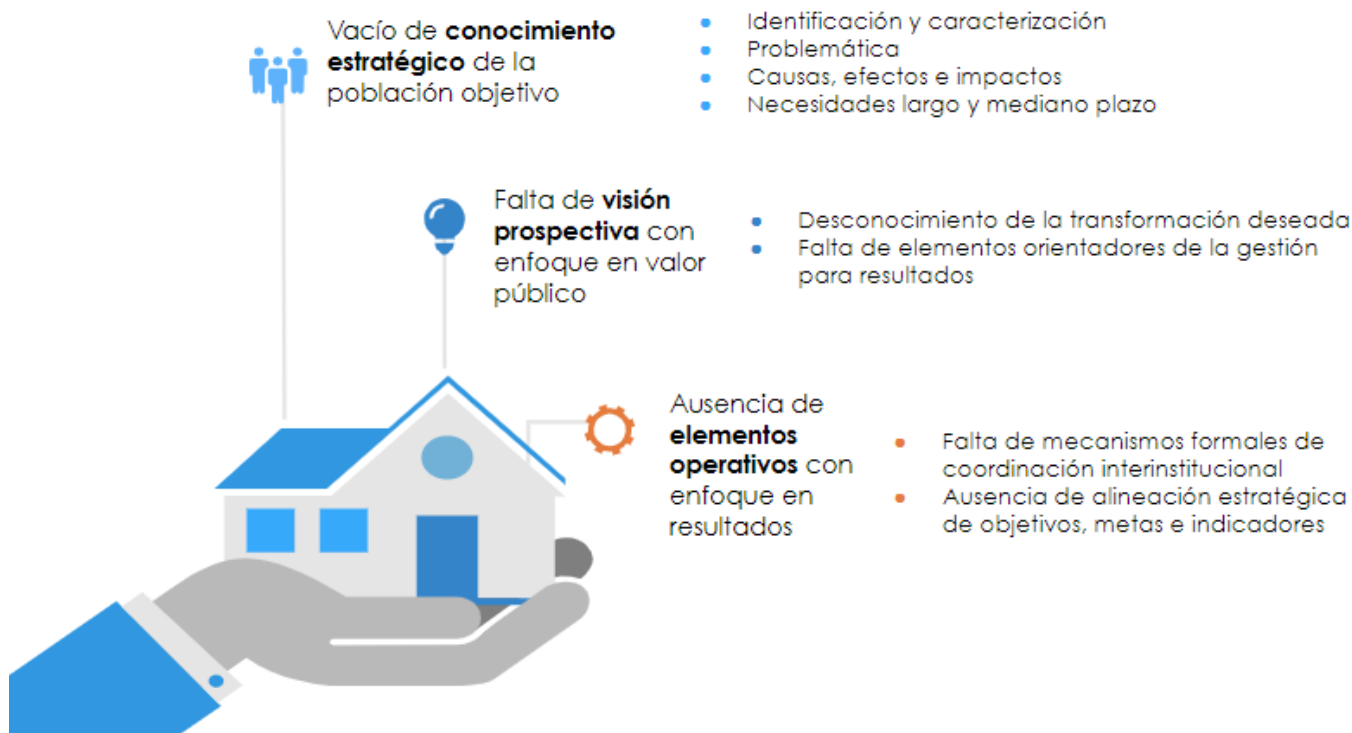 Vacío de conocimiento
estratégico de la
población objetivo
Identificación y caracterización
Problemática
Causas, efectos e impactos
Necesidades largo y mediano plazo
Falta de visión
prospectiva con
enfoque en valor
público
Desconocimiento de la transformación deseada
Falta de elementos orientadores de la gestión
para resultados
Ausencia de
elementos
operativos con
enfoque en
resultados
Falta de mecanismos formales de
coordinación interinstitucional
Ausencia de alineación estratégica
de objetivos, metas e indicadores